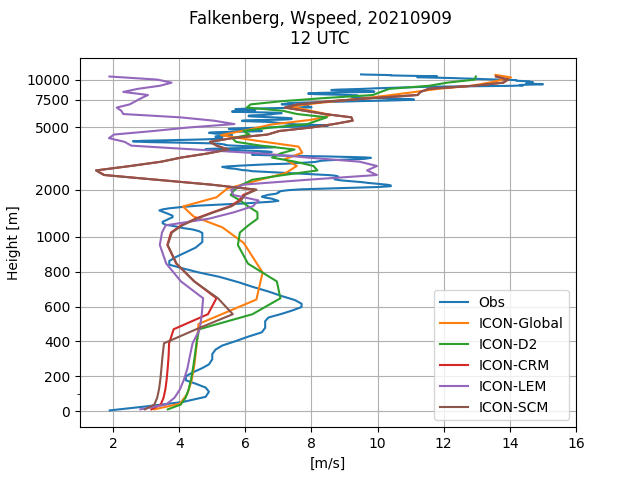 Falkenberg, Wspeed, 20210909
12 UTC
10000
7500
5000
2000
1000
800
600
400
200
0
Height [m]
Obs
ICON-Global
ICON-D2
ICON-CRM
ICON-LEM
ICON-SCM
2 4 6 8 10 12 14 16
[m/s]